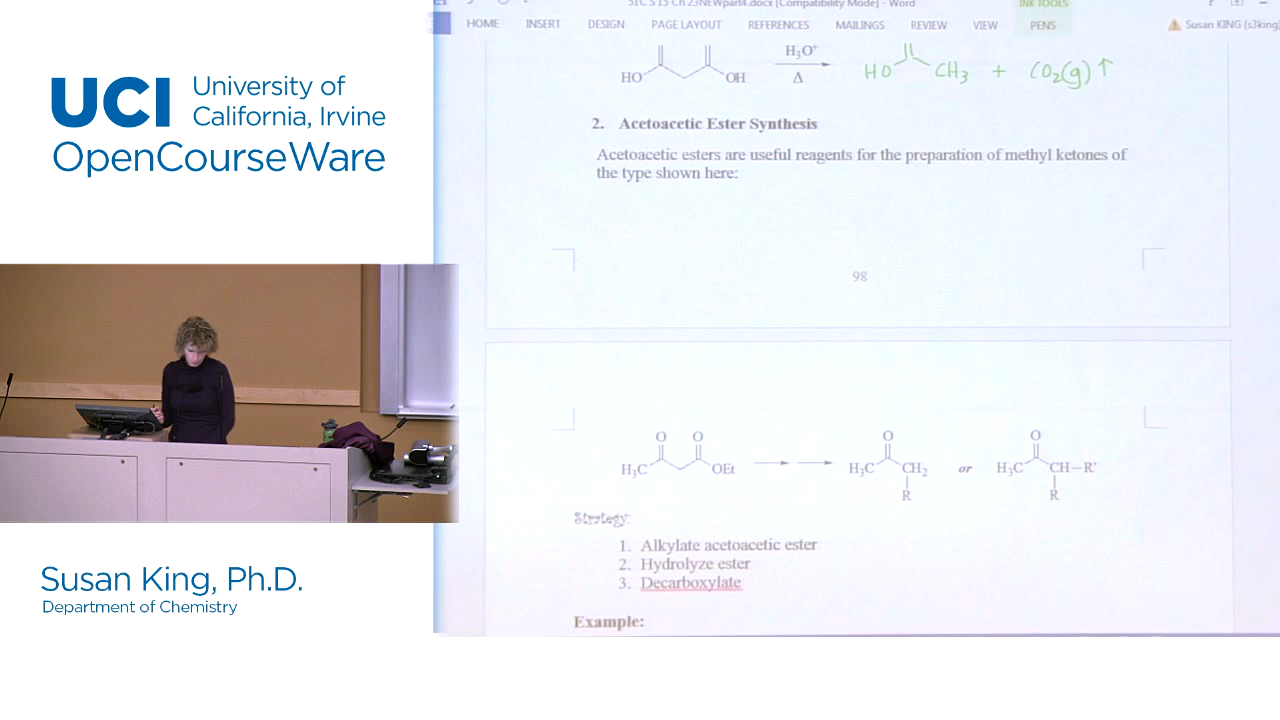 UCI University of California, Irvine
OpenCourseWare
HOME INSERT DESIGN PAGE LAYOUT REFERENCES MAILINGS REVIEW VIEW PENS
INK TOOLS
Susan KING (s3king)
HO OH H₃O⁺ Δ HO CH₃ + CO₂(g)↑
2. Acetoacetic Ester Synthesis
Acetoacetic esters are useful reagents for the preparation of methyl ketones of
the type shown here:
98
O O O O
H₃C OEt H₃C CH₂ or H₃C CH–R'
R R
Strategy:
1. Alkylate acetoacetic ester
2. Hydrolyze ester
3. Decarboxylate
Example:
Susan King, Ph.D.
Department of Chemistry